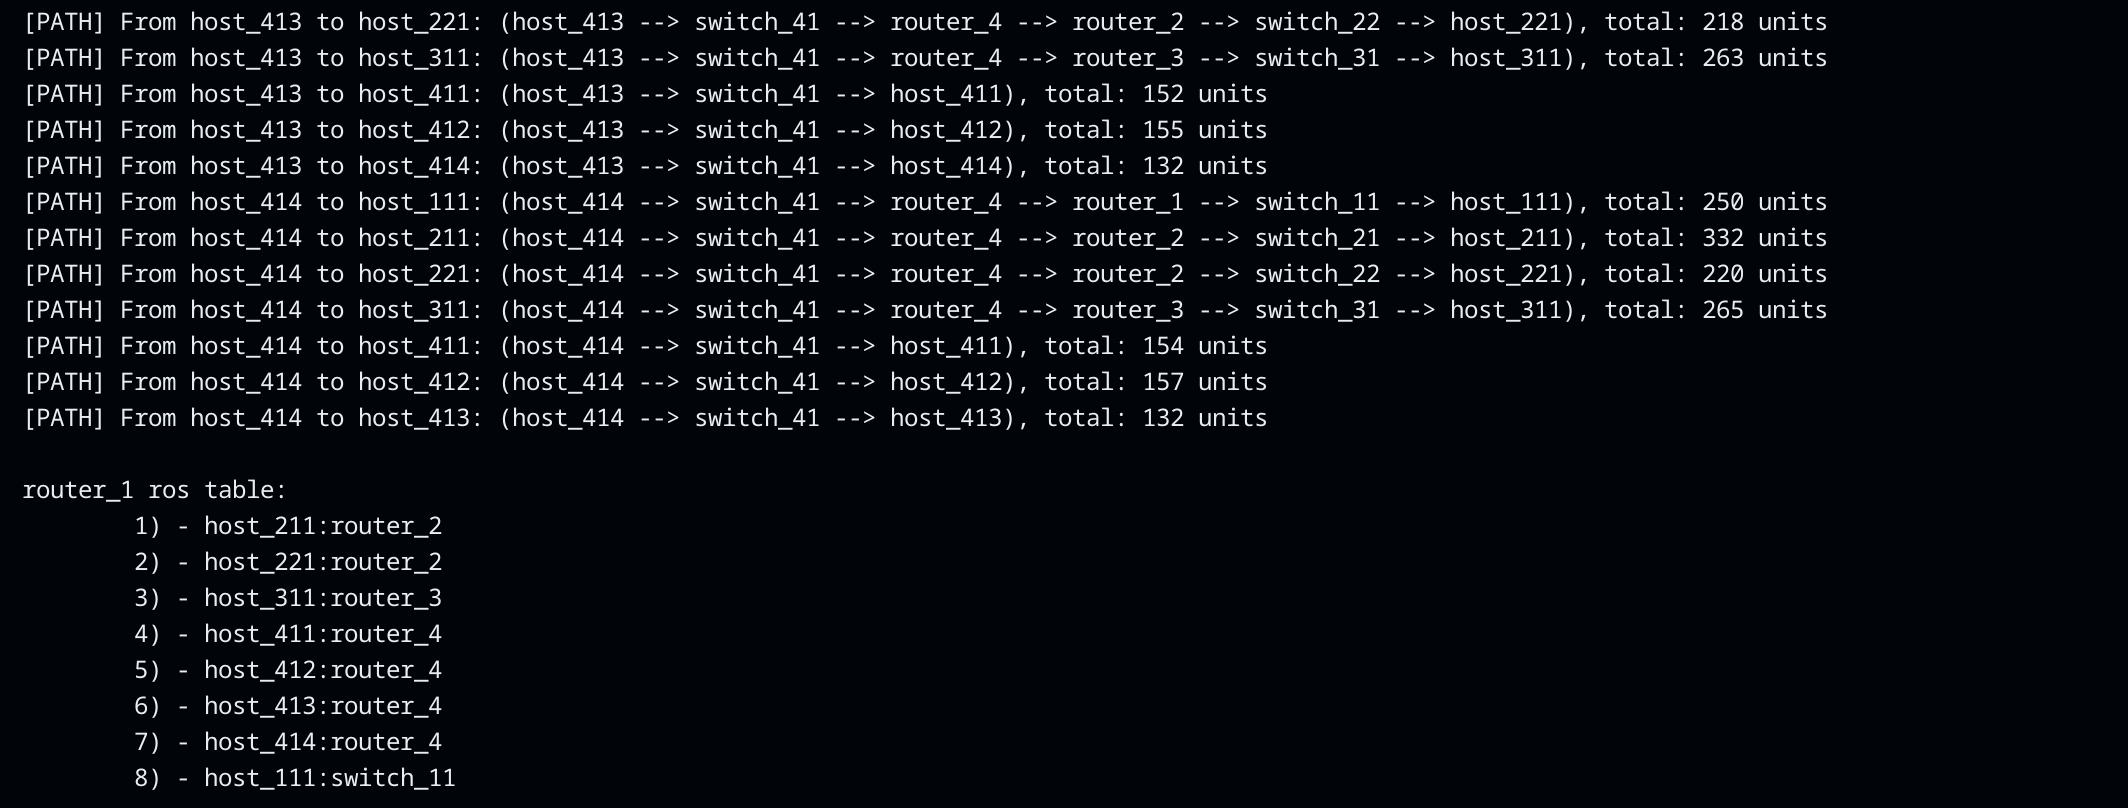 [PATH] From host_413 to host_221: (host_413 --> switch_41 --> router_4 --> router_2 --> switch_22 --> host_221), total: 218 units
[PATH] From host_413 to host_311: (host_413 --> switch_41 --> router_4 --> router_3 --> switch_31 --> host_311), total: 263 units
[PATH] From host_413 to host_411: (host_413 --> switch_41 --> host_411), total: 152 units
[PATH] From host_413 to host_412: (host_413 --> switch_41 --> host_412), total: 155 units
[PATH] From host_413 to host_414: (host_413 --> switch_41 --> host_414), total: 132 units
[PATH] From host_414 to host_111: (host_414 --> switch_41 --> router_4 --> router_1 --> switch_11 --> host_111), total: 250 units
[PATH] From host_414 to host_211: (host_414 --> switch_41 --> router_4 --> router_2 --> switch_21 --> host_211), total: 332 units
[PATH] From host_414 to host_221: (host_414 --> switch_41 --> router_4 --> router_2 --> switch_22 --> host_221), total: 220 units
[PATH] From host_414 to host_311: (host_414 --> switch_41 --> router_4 --> router_3 --> switch_31 --> host_311), total: 265 units
[PATH] From host_414 to host_411: (host_414 --> switch_41 --> host_411), total: 154 units
[PATH] From host_414 to host_412: (host_414 --> switch_41 --> host_412), total: 157 units
[PATH] From host_414 to host_413: (host_414 --> switch_41 --> host_413), total: 132 units
router_1 ros table:
1) - host_211:router_2
2) - host_221:router_2
3) - host_311:router_3
4) - host_411:router_4
5) - host_412:router_4
6) - host_413:router_4
7) - host_414:router_4
8) - host_111:switch_11